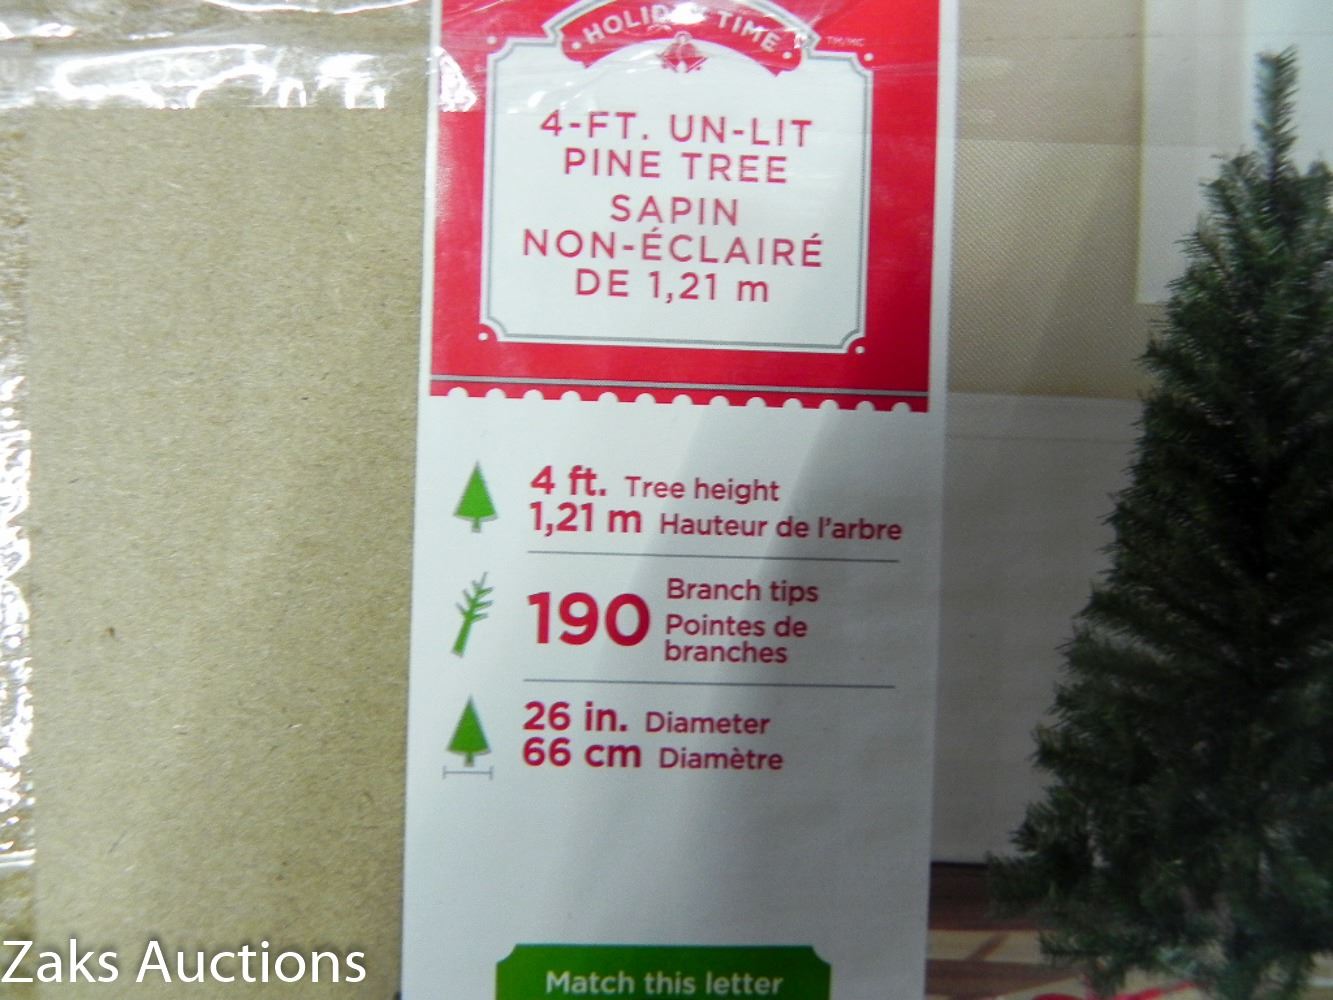 HOLIDAY TIME
TM/MC
4-FT. UN-LIT
PINE TREE
SAPIN
NON-ÉCLAIRÉ
DE 1,21 m
4 ft. Tree height
1,21 m Hauteur de l'arbre
190 Branch tips
Pointes de
branches
26 in. Diameter
66 cm Diamètre
Match this letter
Zaks Auctions